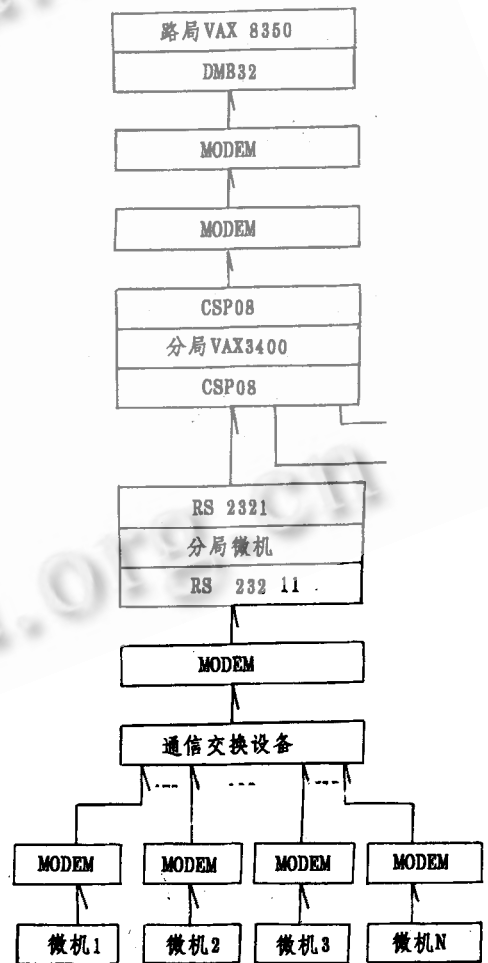 路局VAX 8350
DMB32
MODEM
MODEM
CSP08
分局VAX3400
CSP08
RS 2321
分局微机
RS 232 11
MODEM
通信交换设备
MODEM MODEM MODEM MODEM
微机1 微机2 微机3 微机N